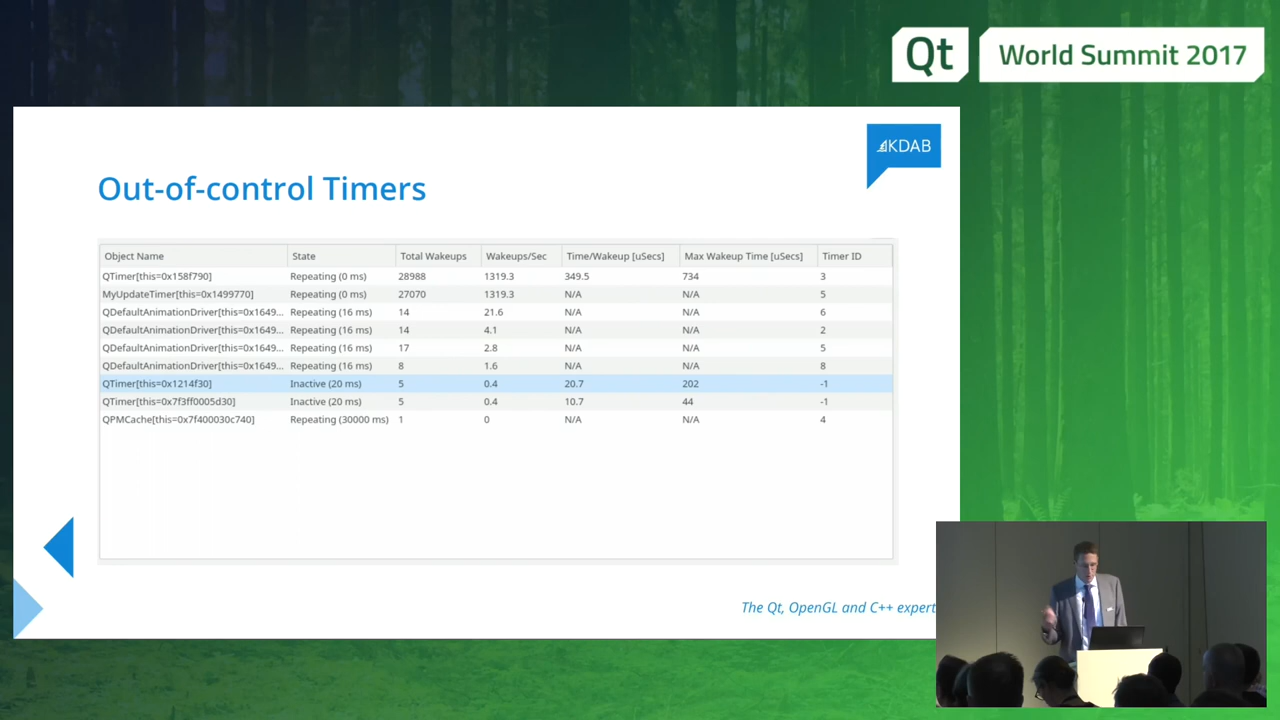 Qt World Summit 2017
KDAB
Out-of-control Timers
Object Name State Total Wakeups Wakeups/Sec Time/Wakeup [uSecs] Max Wakeup Time [uSecs] Timer ID
QTimer[this=0x158f790] Repeating (0 ms) 28988 1319.3 349.5 734 3
MyUpdateTimer[this=0x1499770] Repeating (0 ms) 27070 1319.3 N/A N/A 5
QDefaultAnimationDriver[this=0x1649... Repeating (16 ms) 14 21.6 N/A N/A 6
QDefaultAnimationDriver[this=0x1649... Repeating (16 ms) 14 4.1 N/A N/A 2
QDefaultAnimationDriver[this=0x1649... Repeating (16 ms) 17 2.8 N/A N/A 5
QDefaultAnimationDriver[this=0x1649... Repeating (16 ms) 8 1.6 N/A N/A 8
QTimer[this=0x1214f30] Inactive (20 ms) 5 0.4 20.7 202 -1
QTimer[this=0x7f3ff0005d30] Inactive (20 ms) 5 0.4 10.7 44 -1
QPMCache[this=0x7f400030c740] Repeating (30000 ms) 1 0 N/A N/A 4
The Qt, OpenGL and C++ expert